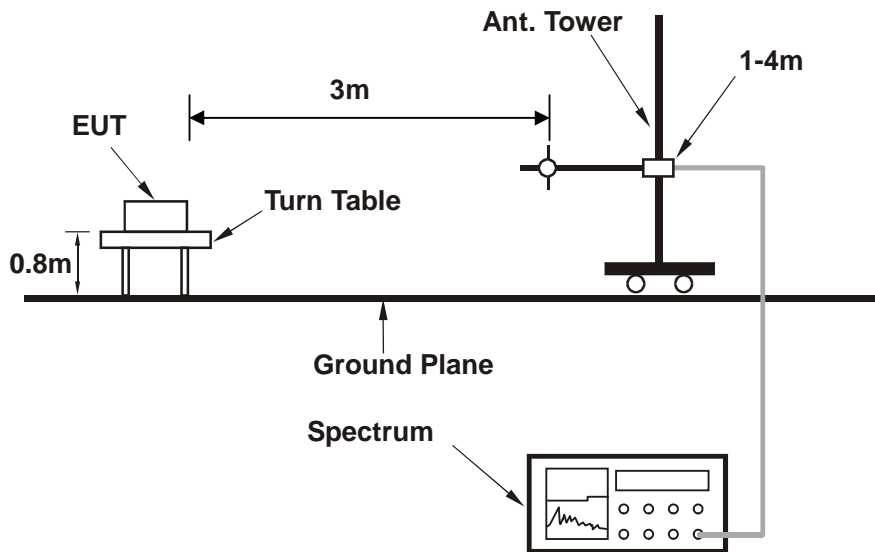 Ant. Tower
1-4m
3m
EUT
Turn Table
0.8m
Ground Plane
Spectrum